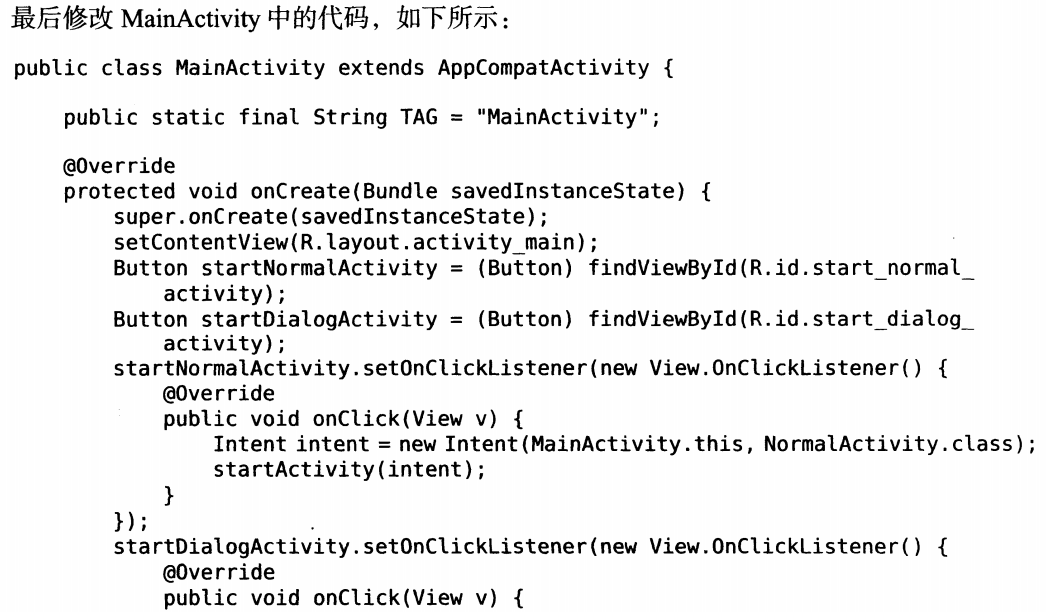 最后修改 MainActivity 中的代码，如下所示：
public class MainActivity extends AppCompatActivity {
    public static final String TAG = "MainActivity";
    @Override
    protected void onCreate(Bundle savedInstanceState) {
        super.onCreate(savedInstanceState);
        setContentView(R.layout.activity_main);
        Button startNormalActivity = (Button) findViewById(R.id.start_normal_
            activity);
        Button startDialogActivity = (Button) findViewById(R.id.start_dialog_
            activity);
        startNormalActivity.setOnClickListener(new View.OnClickListener() {
            @Override
            public void onClick(View v) {
                Intent intent = new Intent(MainActivity.this, NormalActivity.class);
                startActivity(intent);
            }
        });
        startDialogActivity.setOnClickListener(new View.OnClickListener() {
            @Override
            public void onClick(View v) {